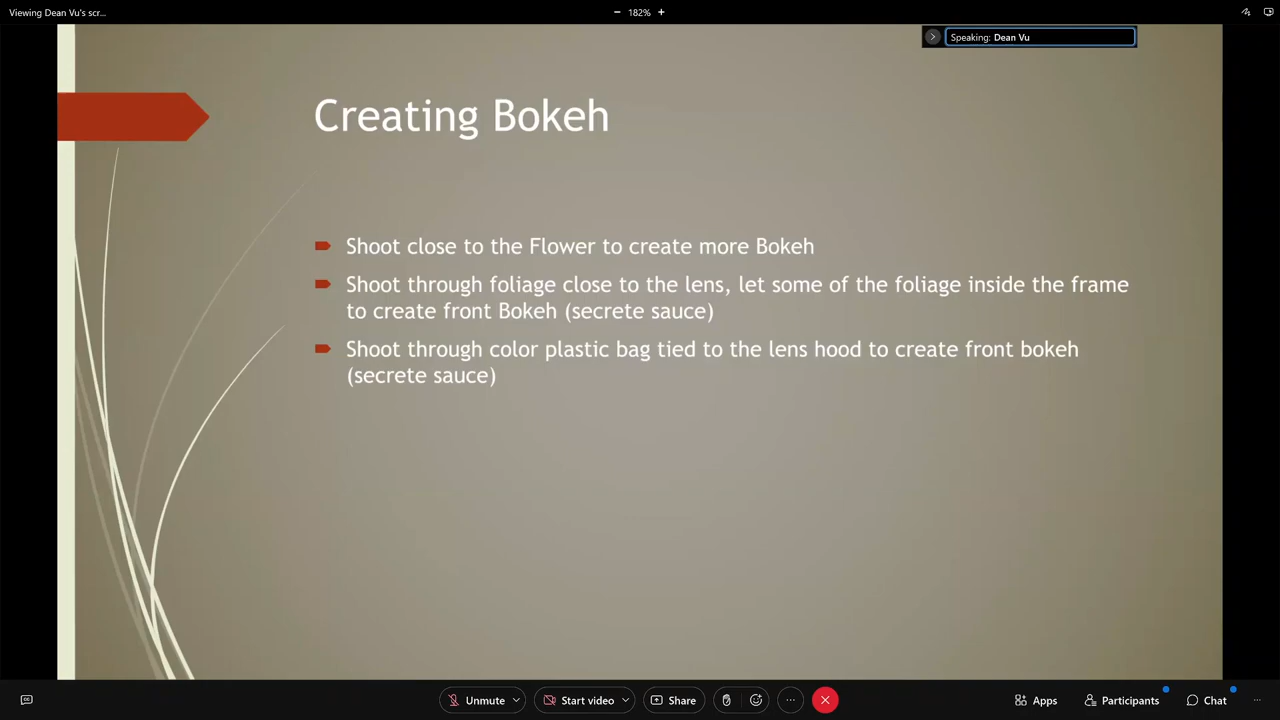 Viewing Dean Vu's scr...
− 182% +
Speaking: Dean Vu
Creating Bokeh
Shoot close to the Flower to create more Bokeh
Shoot through foliage close to the lens, let some of the foliage inside the frame
to create front Bokeh (secrete sauce)
Shoot through color plastic bag tied to the lens hood to create front bokeh
(secrete sauce)
Unmute
Start video
Share
Apps
Participants
Chat